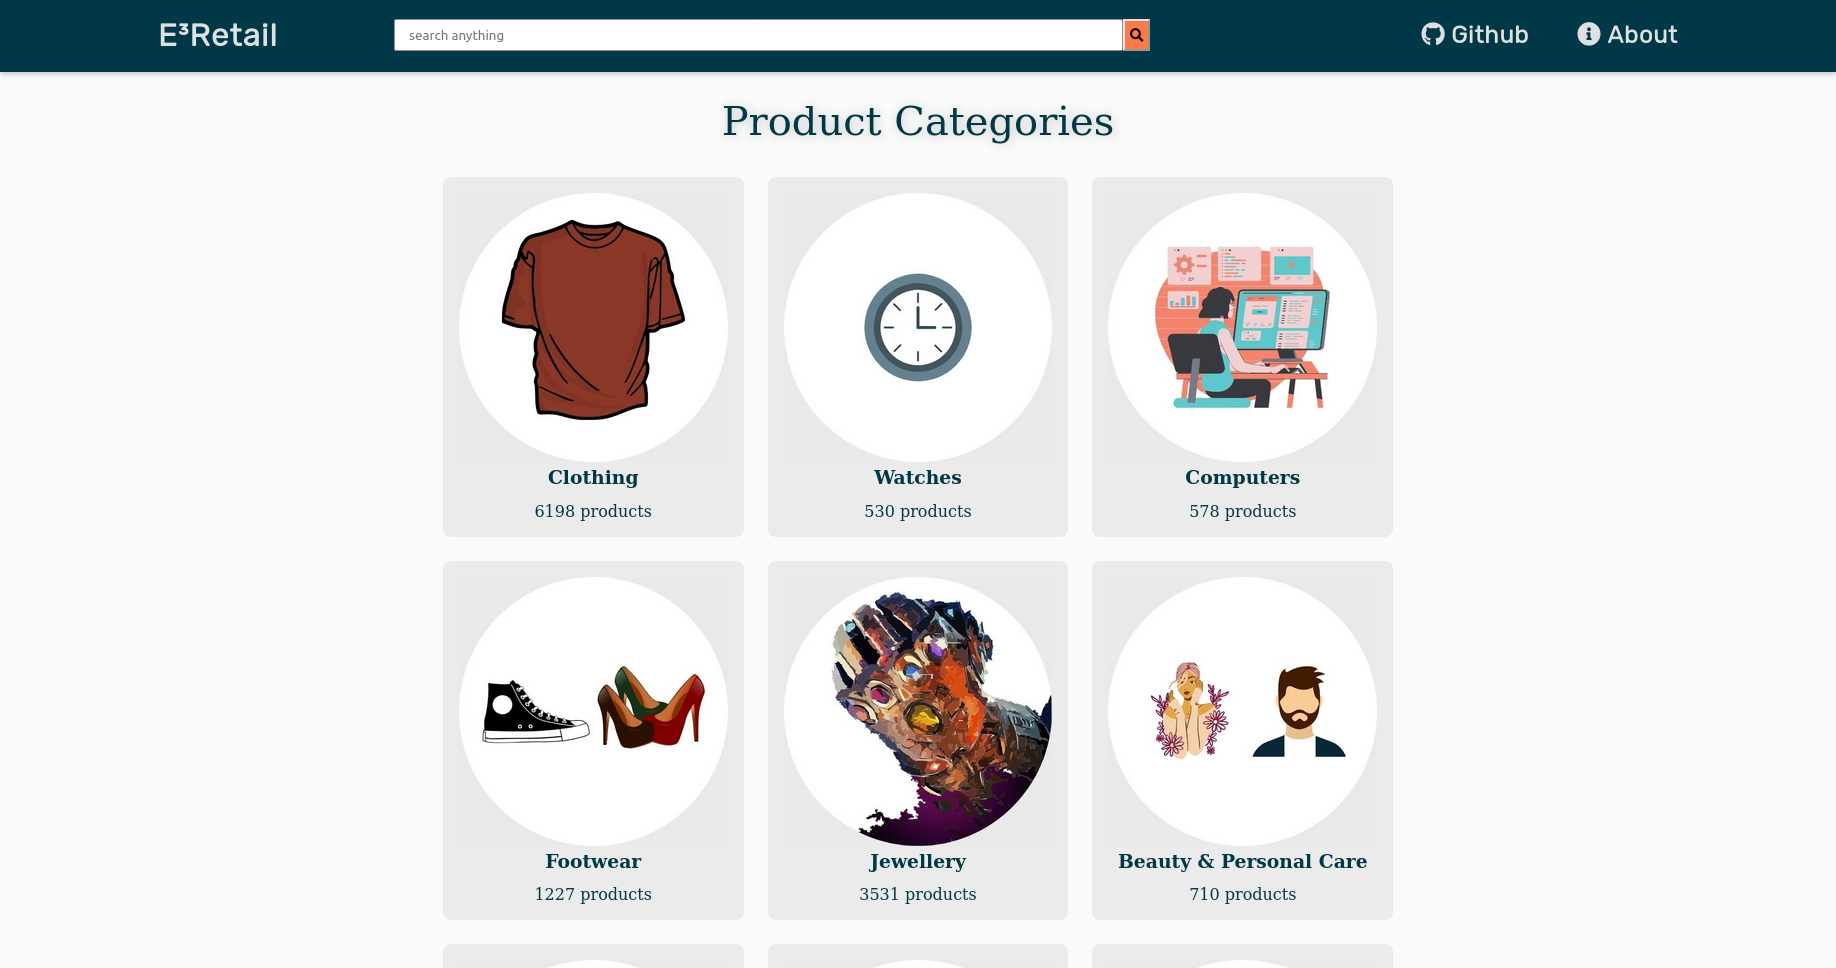 E³Retail
search anything
Github
About
Product Categories
Clothing
6198 products
Watches
530 products
Computers
578 products
Footwear
1227 products
Jewellery
3531 products
Beauty & Personal Care
710 products